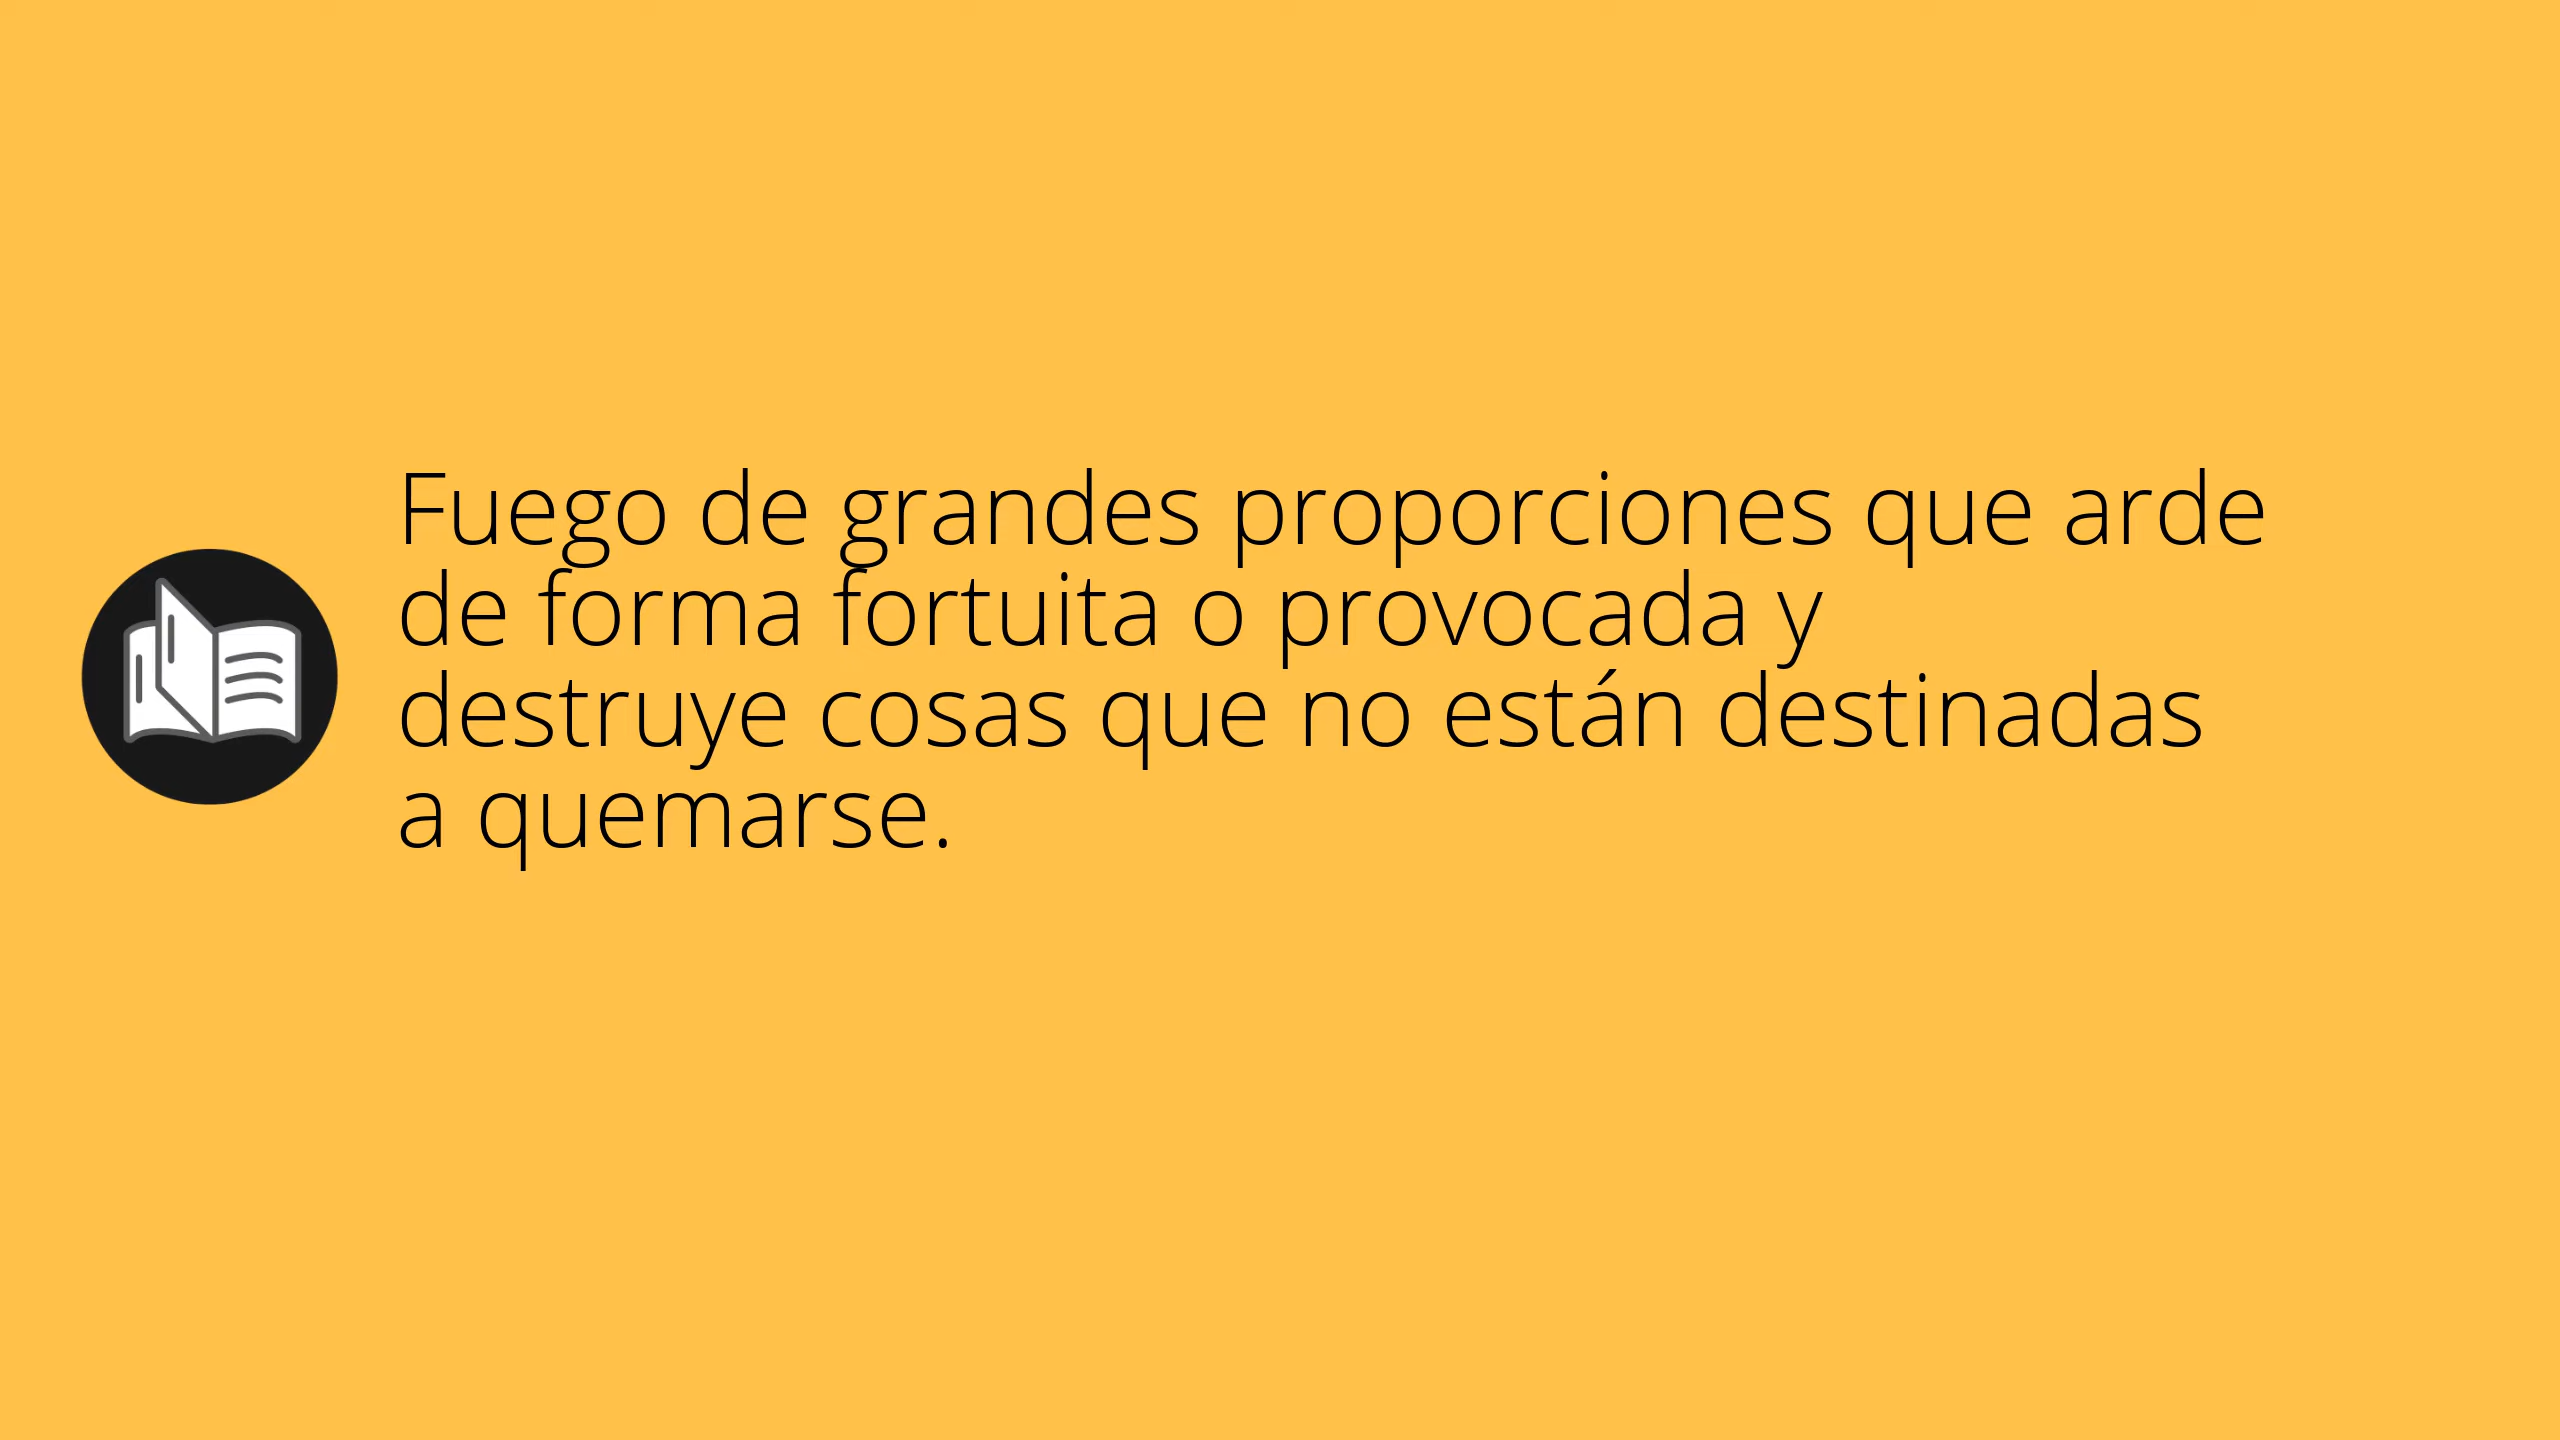 Fuego de grandes proporciones que arde
de forma fortuita o provocada y
destruye cosas que no están destinadas
a quemarse.